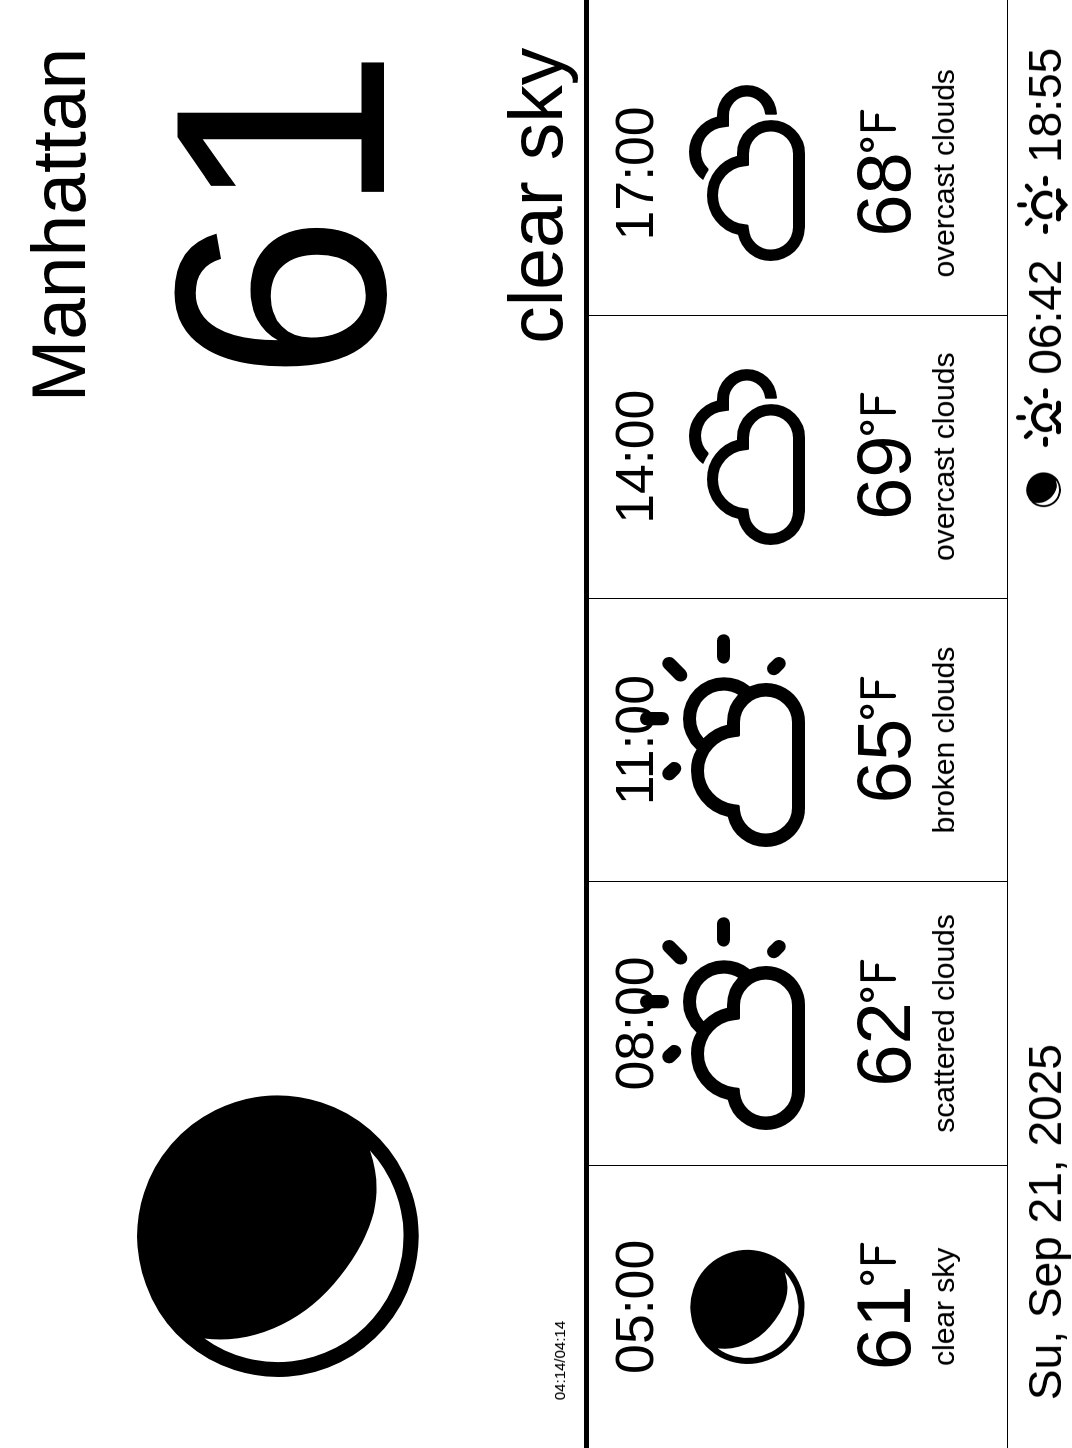 Manhattan
61
clear sky
04:14/04:14
05:00
61°F
clear sky
08:00
62°F
scattered clouds
11:00
65°F
broken clouds
14:00
69°F
overcast clouds
17:00
68°F
overcast clouds
Su, Sep 21, 2025
06:42
18:55